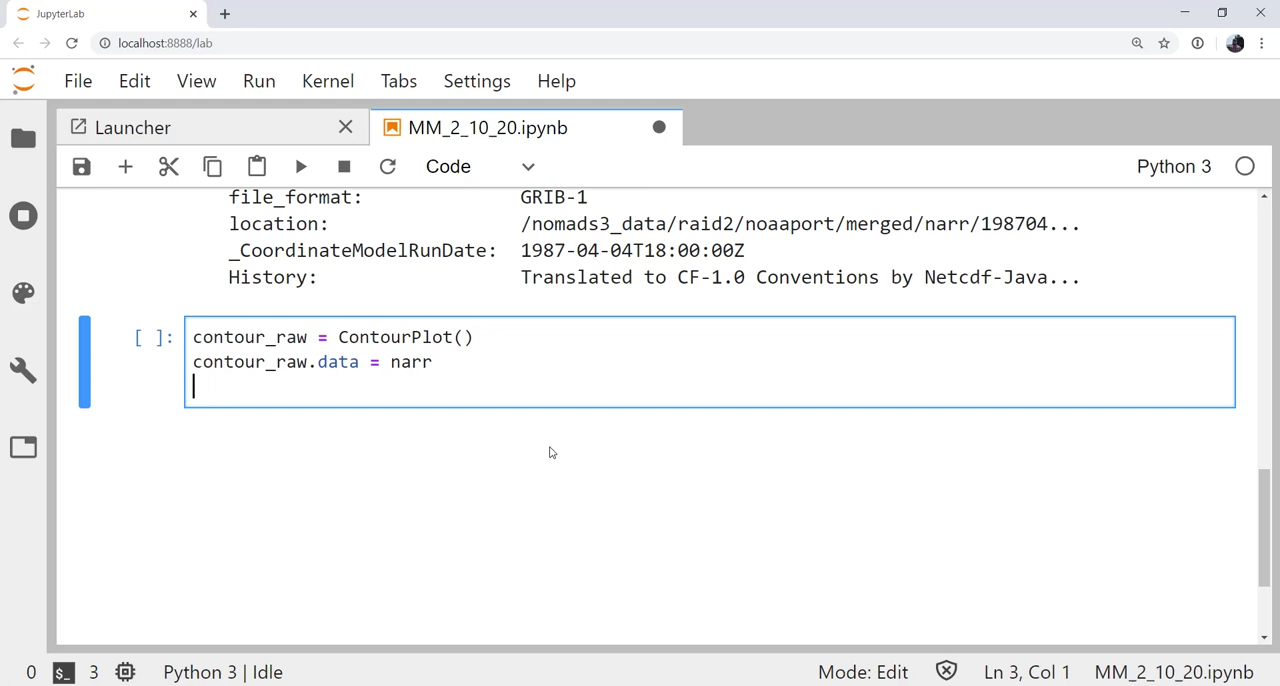 JupyterLab
localhost:8888/lab
File Edit View Run Kernel Tabs Settings Help
Launcher MM_2_10_20.ipynb
Code Python 3
file_format: GRIB-1
location: /nomads3_data/raid2/noaaport/merged/narr/198704...
_CoordinateModelRunDate: 1987-04-04T18:00:00Z
History: Translated to CF-1.0 Conventions by Netcdf-Java...
[ ]: contour_raw = ContourPlot()
contour_raw.data = narr
0 $_ 3 Python 3 | Idle Mode: Edit Ln 3, Col 1 MM_2_10_20.ipynb